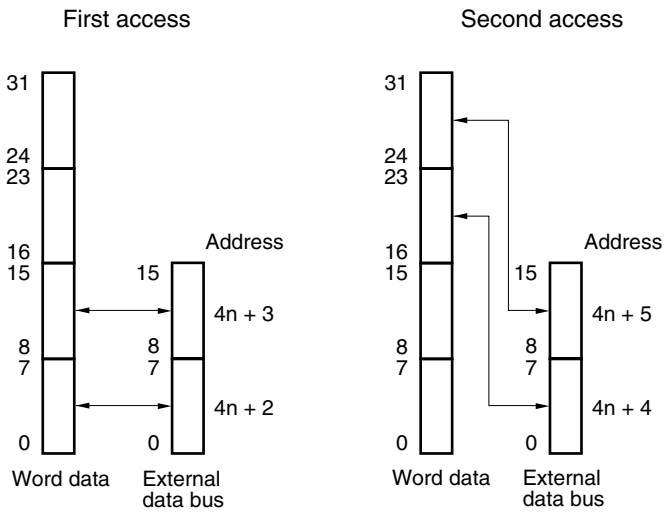 First access
31
24
23
16
15
8
7
0
Word data
Address
15
4n + 3
8
7
4n + 2
0
External
data bus
Second access
31
24
23
16
15
8
7
0
Word data
Address
15
4n + 5
8
7
4n + 4
0
External
data bus